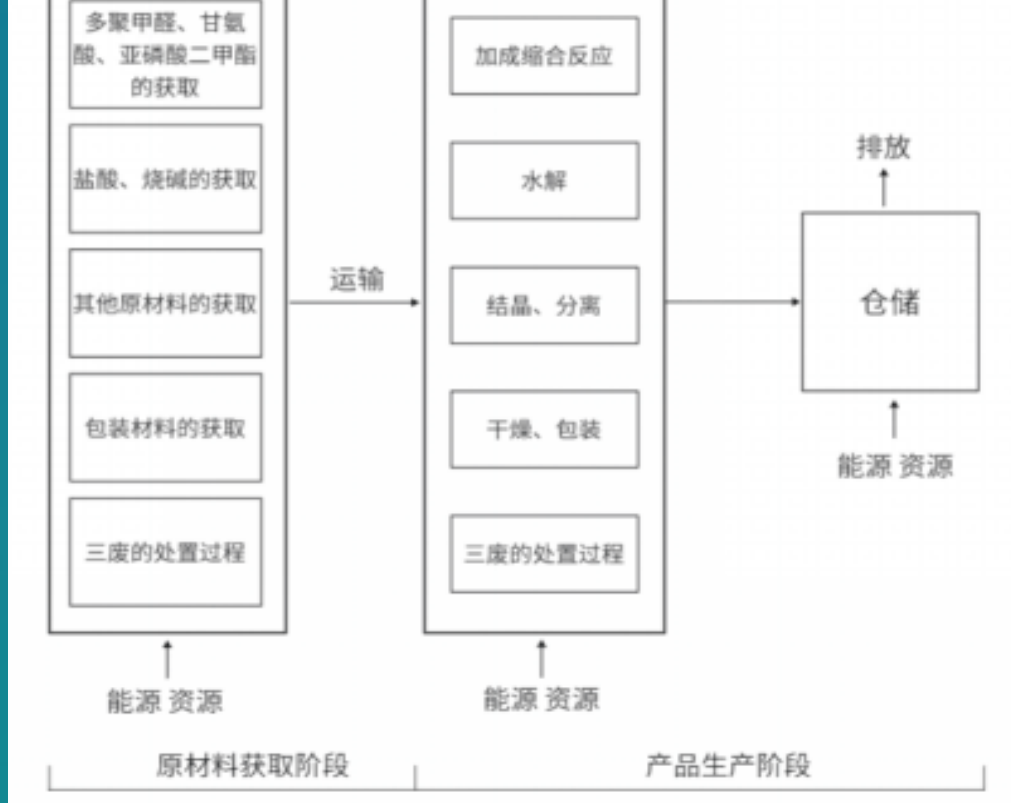 多聚甲醛、甘氨
酸、亚磷酸二甲酯
的获取
盐酸、烧碱的获取
其他原材料的获取
包装材料的获取
三废的处置过程
能源 资源
运输
加成缩合反应
水解
结晶、分离
干燥、包装
三废的处置过程
能源 资源
排放
仓储
能源 资源
原材料获取阶段
产品生产阶段